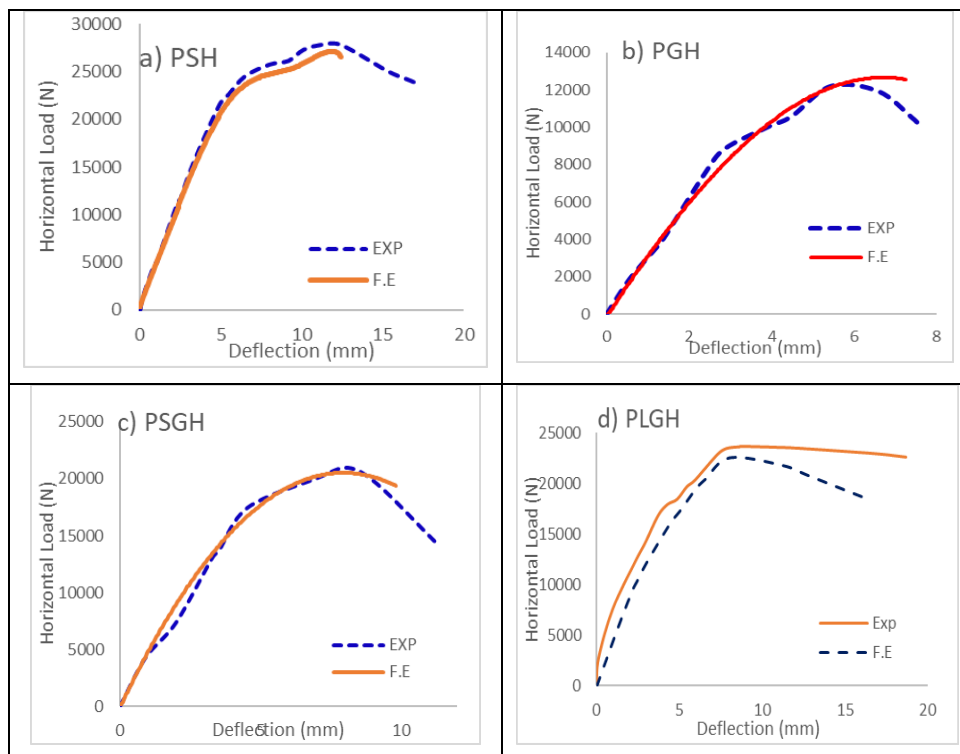 a) PSH
Horizontal Load (N)
30000
25000
20000
15000
10000
5000
0
EXP
F.E
0 5 10 15 20
Deflection (mm)
b) PGH
Horizontal Load (N)
14000
12000
10000
8000
6000
4000
2000
0
EXP
F.E
0 2 4 6 8
Deflection (mm)
c) PSGH
Horizontal Load (N)
25000
20000
15000
10000
5000
0
EXP
F.E
0 5 10
Deflection (mm)
d) PLGH
Horizontal Load (N)
25000
20000
15000
10000
5000
0
Exp
F.E
0 5 10 15 20
Deflection (mm)